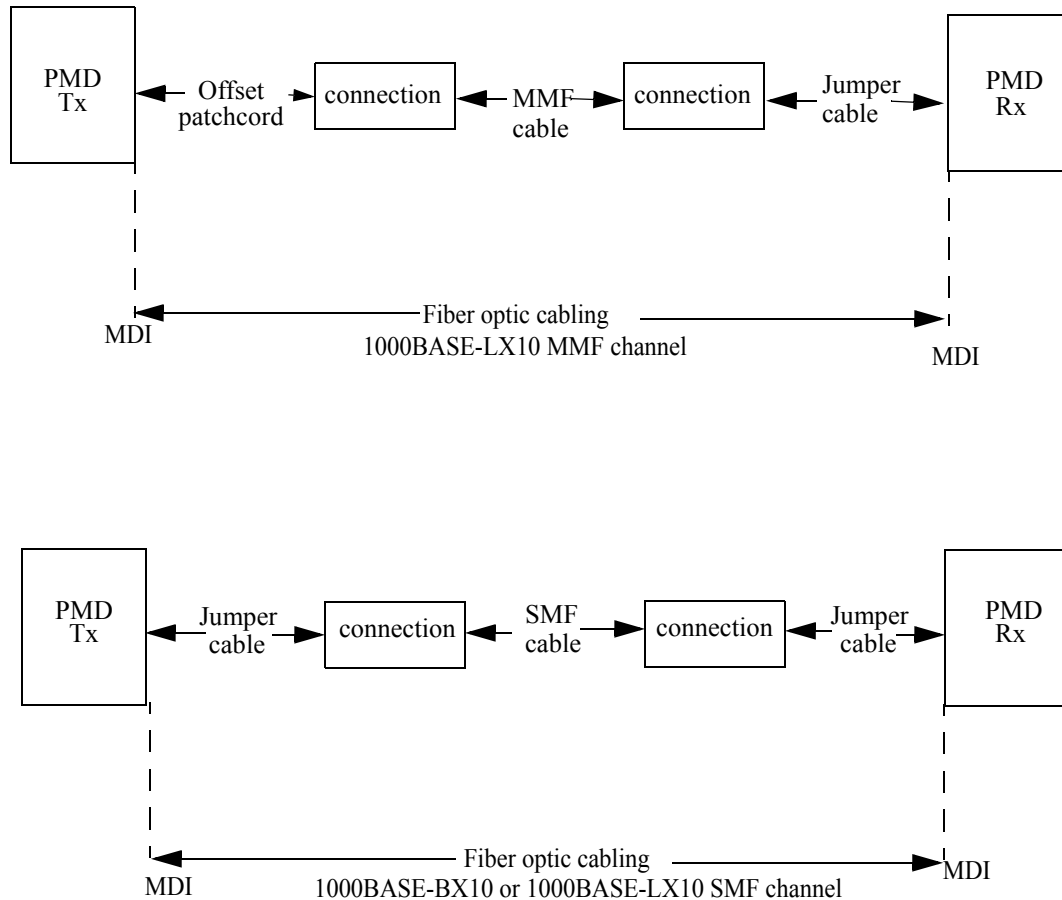 PMD
Tx
Offset
patchcord
connection
MMF
cable
connection
Jumper
cable
PMD
Rx
MDI
Fiber optic cabling
1000BASE-LX10 MMF channel
MDI
PMD
Tx
Jumper
cable
connection
SMF
cable
connection
Jumper
cable
PMD
Rx
MDI
Fiber optic cabling
1000BASE-BX10 or 1000BASE-LX10 SMF channel
MDI